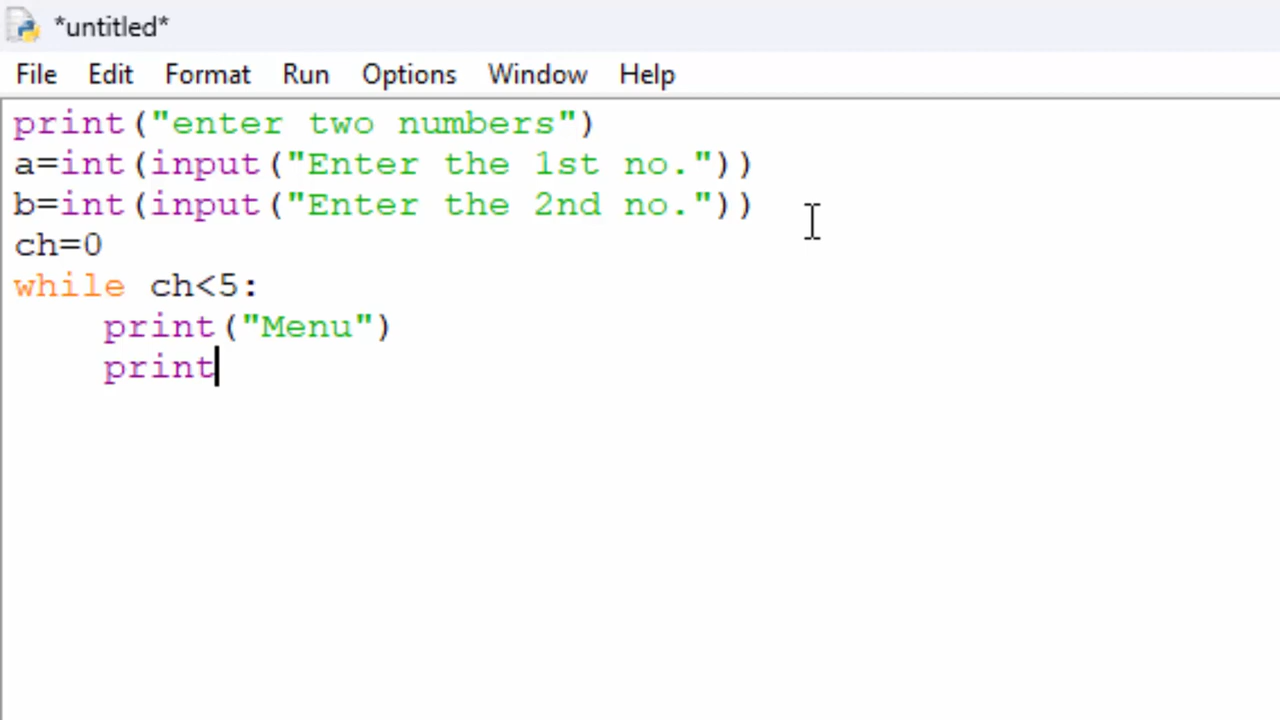 *untitled*
File Edit Format Run Options Window Help
print("enter two numbers")
a=int(input("Enter the 1st no."))
b=int(input("Enter the 2nd no."))
ch=0
while ch<5:
    print("Menu")
    print